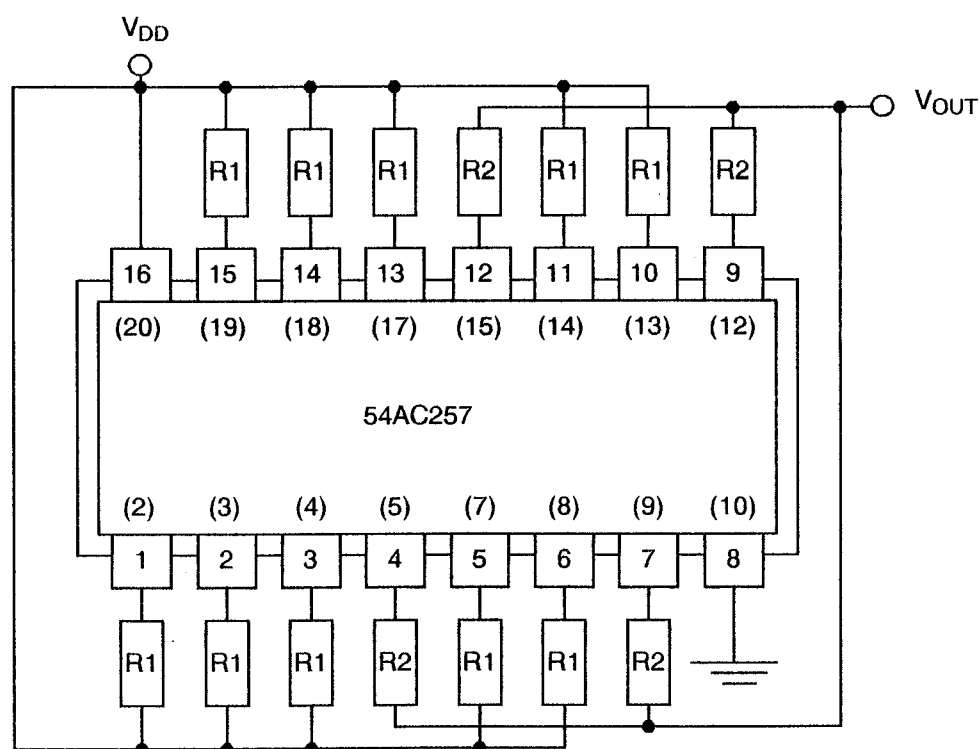 V_DD
V_OUT
R1 R1 R1 R2 R1 R1 R2
16 15 14 13 12 11 10 9
(20) (19) (18) (17) (15) (14) (13) (12)
54AC257
(2) (3) (4) (5) (7) (8) (9) (10)
1 2 3 4 5 6 7 8
R1 R1 R1 R2 R1 R1 R2